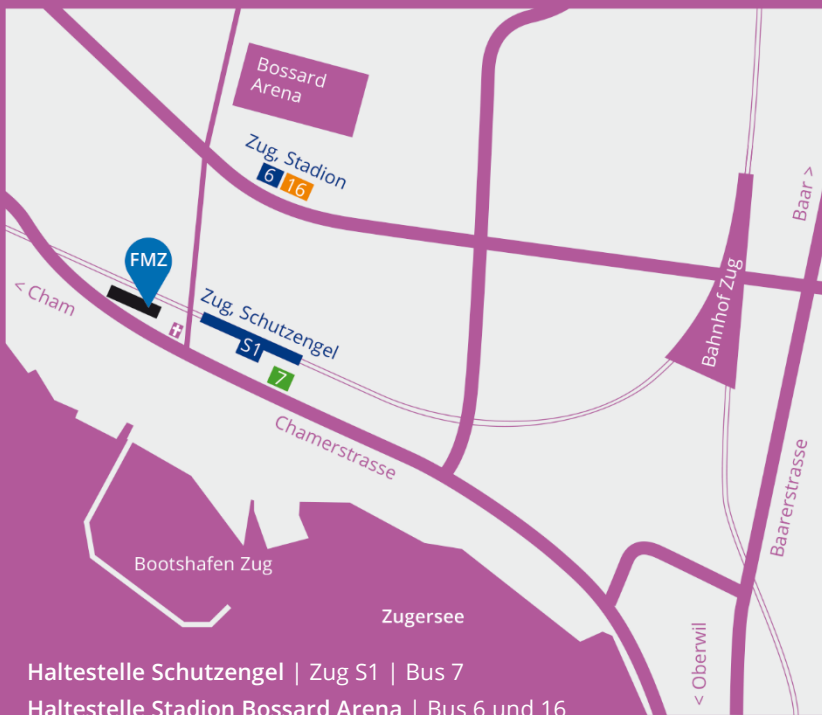 Bossard
Arena
Zug, Stadion
6 16
Baar >
FMZ
< Cham
Zug, Schutzengel
S1
7
Bahnhof Zug
Chamerstrasse
Baarerstrasse
Bootshafen Zug
Zugersee
< Oberwil
Haltestelle Schutzengel | Zug S1 | Bus 7
Haltestelle Stadion Bossard Arena | Bus 6 und 16